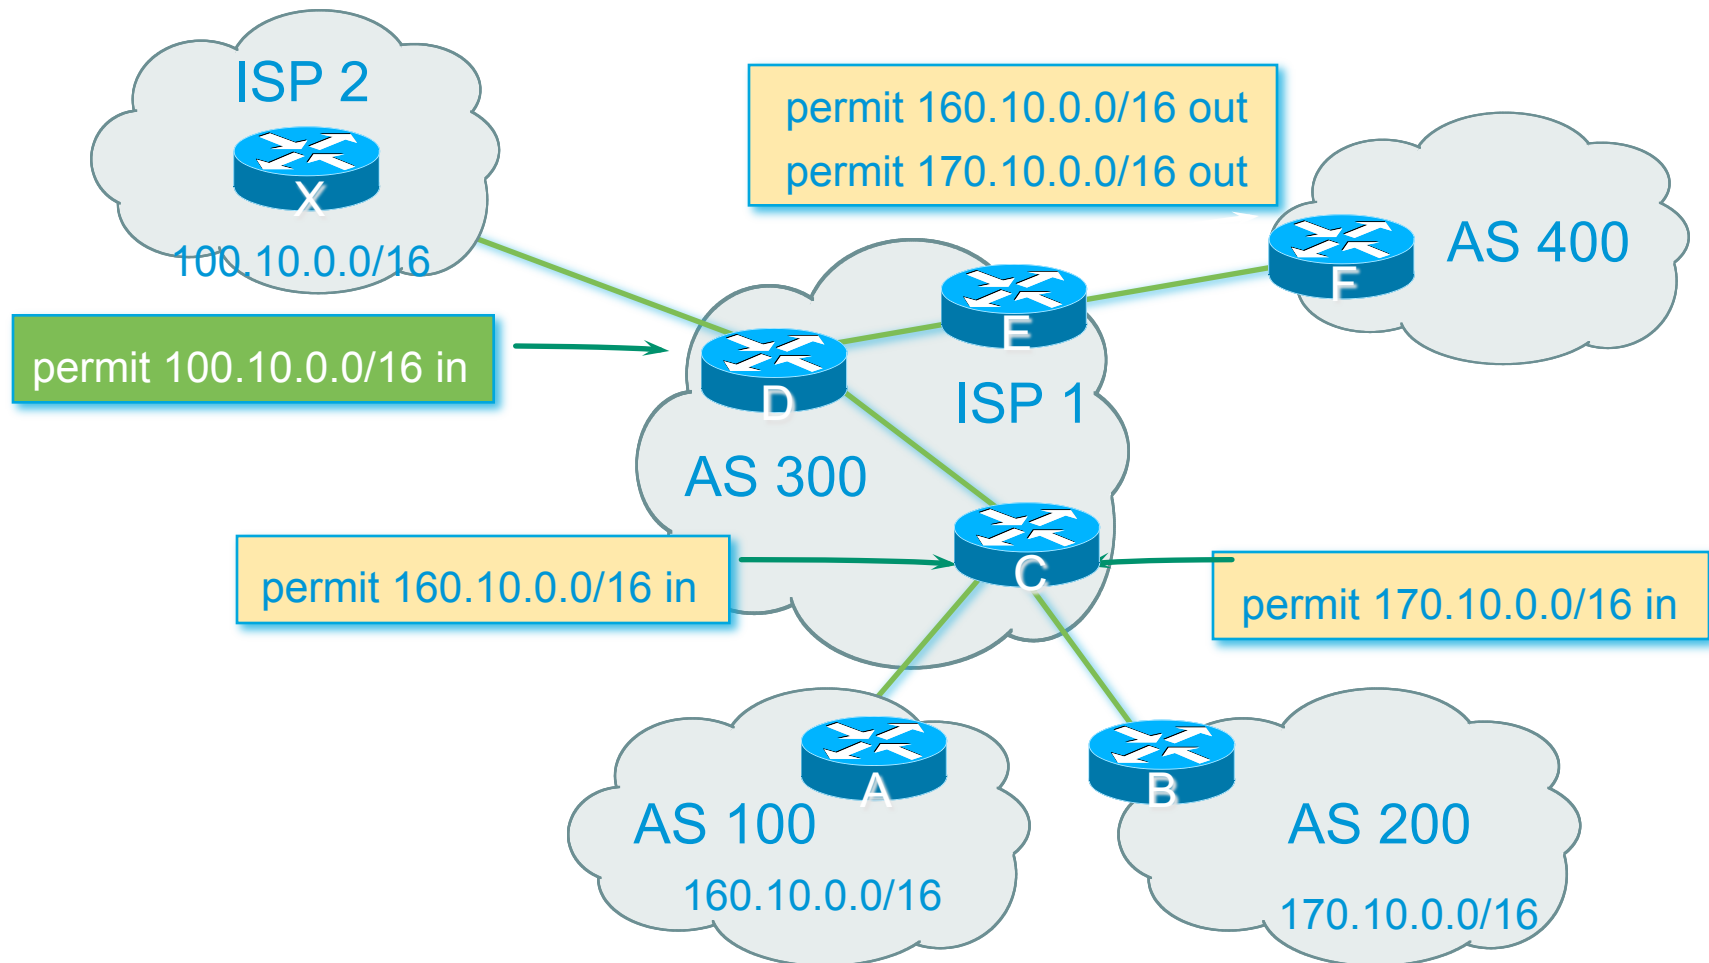 ISP 2
X
100.10.0.0/16
permit 160.10.0.0/16 out
permit 170.10.0.0/16 out
F
AS 400
permit 100.10.0.0/16 in
E
D
ISP 1
AS 300
permit 160.10.0.0/16 in
C
permit 170.10.0.0/16 in
A
AS 100
160.10.0.0/16
B
AS 200
170.10.0.0/16